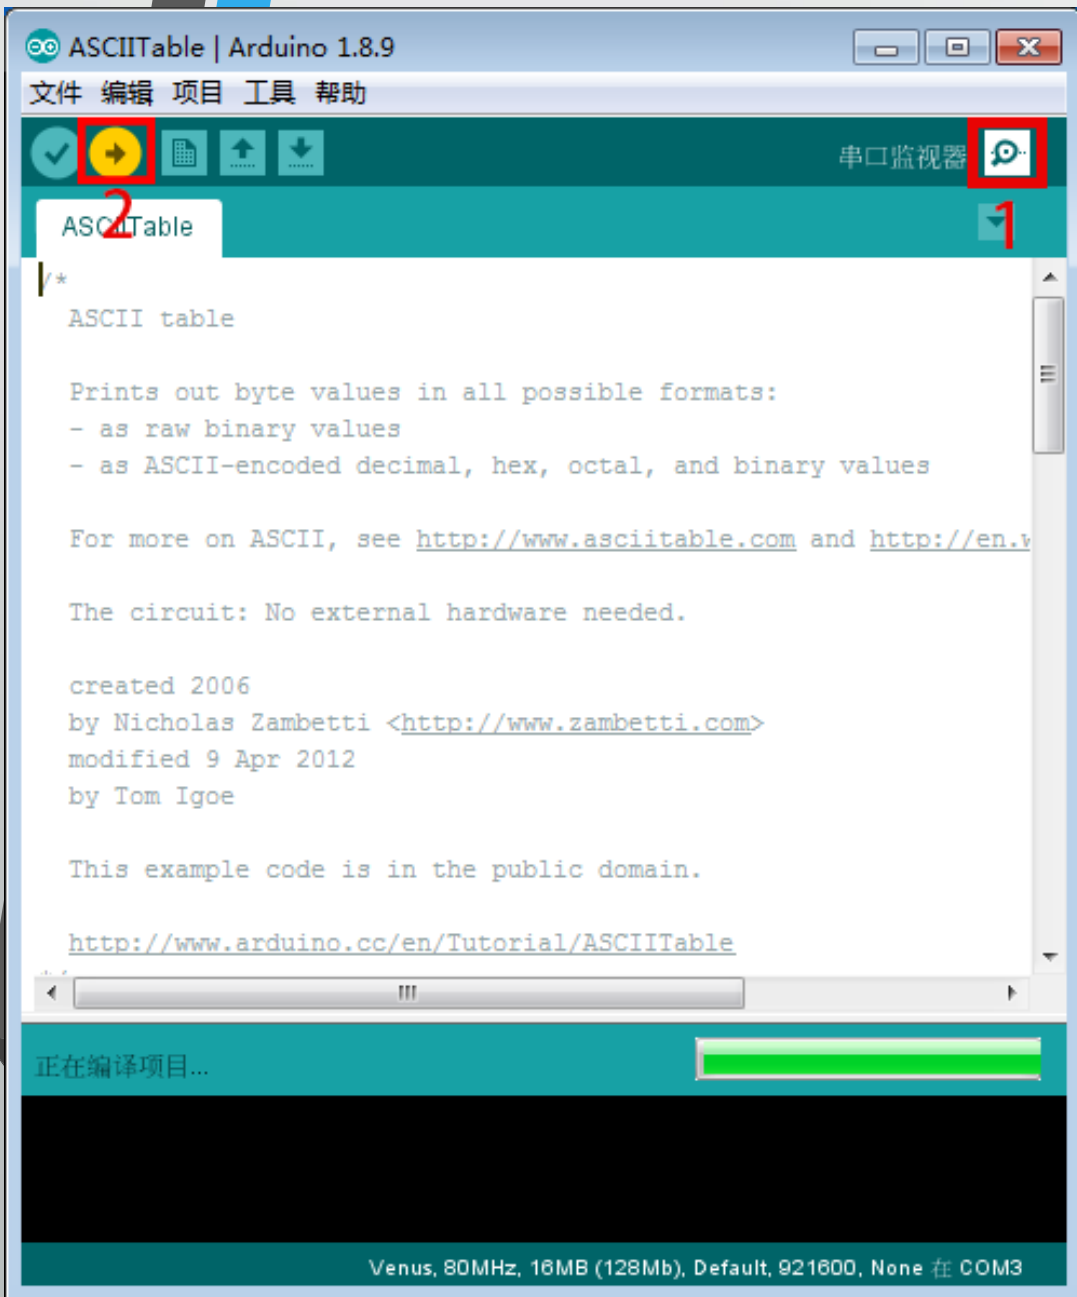 ASCIITable | Arduino 1.8.9
文件 编辑 项目 工具 帮助
串口监视器
2
1
ASCIITable
/*
ASCII table
Prints out byte values in all possible formats:
- as raw binary values
- as ASCII-encoded decimal, hex, octal, and binary values
For more on ASCII, see http://www.asciitable.com and http://en.w
The circuit: No external hardware needed.
created 2006
by Nicholas Zambetti <http://www.zambetti.com>
modified 9 Apr 2012
by Tom Igoe
This example code is in the public domain.
http://www.arduino.cc/en/Tutorial/ASCIITable
正在编译项目...
Venus, 80MHz, 16MB (128Mb), Default, 921600, None 在 COM3